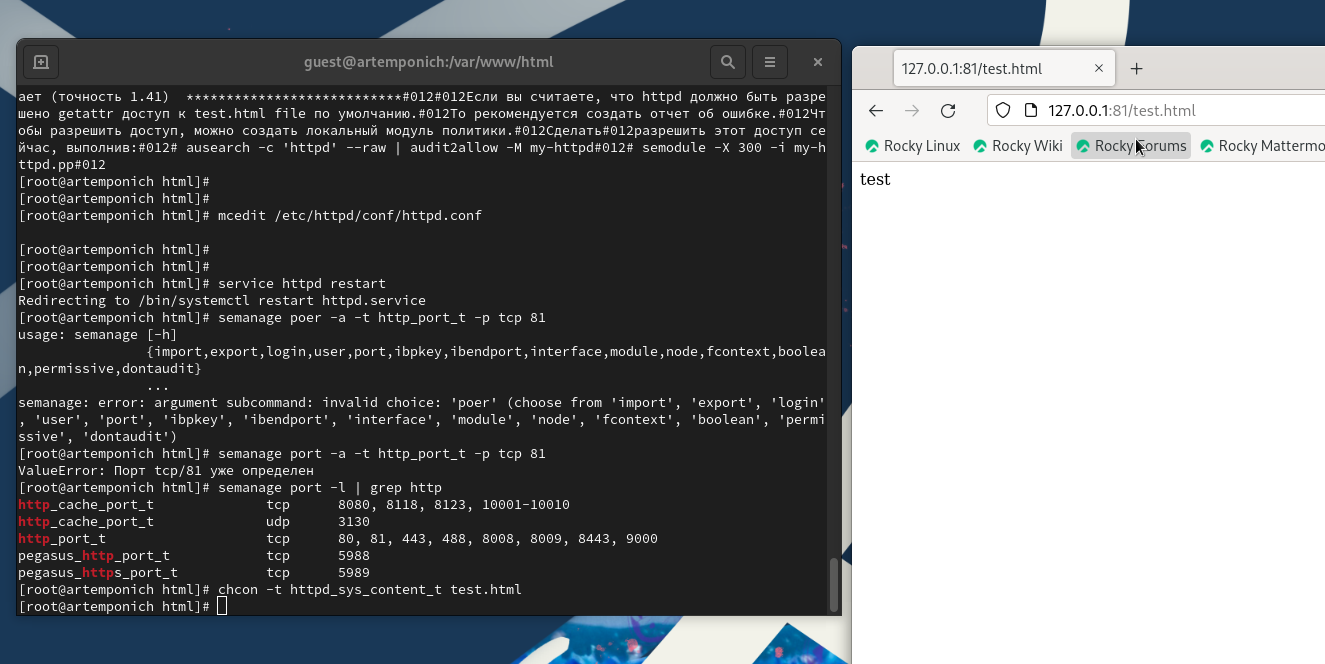 guest@artemponich:/var/www/html
ает (точность 1.41)  ***************************#012#012Если вы считаете, что httpd должно быть разре
шено getattr доступ к test.html file по умолчанию.#012То рекомендуется создать отчет об ошибке.#012Чт
обы разрешить доступ, можно создать локальный модуль политики.#012Сделать#012разрешить этот доступ се
йчас, выполнив:#012# ausearch -c 'httpd' --raw | audit2allow -M my-httpd#012# semodule -X 300 -i my-h
ttpd.pp#012
[root@artemponich html]#
[root@artemponich html]#
[root@artemponich html]# mcedit /etc/httpd/conf/httpd.conf
[root@artemponich html]#
[root@artemponich html]#
[root@artemponich html]# service httpd restart
Redirecting to /bin/systemctl restart httpd.service
[root@artemponich html]# semanage poer -a -t http_port_t -p tcp 81
usage: semanage [-h]
                {import,export,login,user,port,ibpkey,ibendport,interface,module,node,fcontext,boolea
n,permissive,dontaudit}
                ...
semanage: error: argument subcommand: invalid choice: 'poer' (choose from 'import', 'export', 'login'
, 'user', 'port', 'ibpkey', 'ibendport', 'interface', 'module', 'node', 'fcontext', 'boolean', 'permi
ssive', 'dontaudit')
[root@artemponich html]# semanage port -a -t http_port_t -p tcp 81
ValueError: Порт tcp/81 уже определен
[root@artemponich html]# semanage port -l | grep http
http_cache_port_t              tcp      8080, 8118, 8123, 10001-10010
http_cache_port_t              udp      3130
http_port_t                    tcp      80, 81, 443, 488, 8008, 8009, 8443, 9000
pegasus_http_port_t            tcp      5988
pegasus_https_port_t           tcp      5989
[root@artemponich html]# chcon -t httpd_sys_content_t test.html
[root@artemponich html]#
127.0.0.1:81/test.html
127.0.0.1:81/test.html
Rocky Linux Rocky Wiki Rocky Forums Rocky Mattermo
test